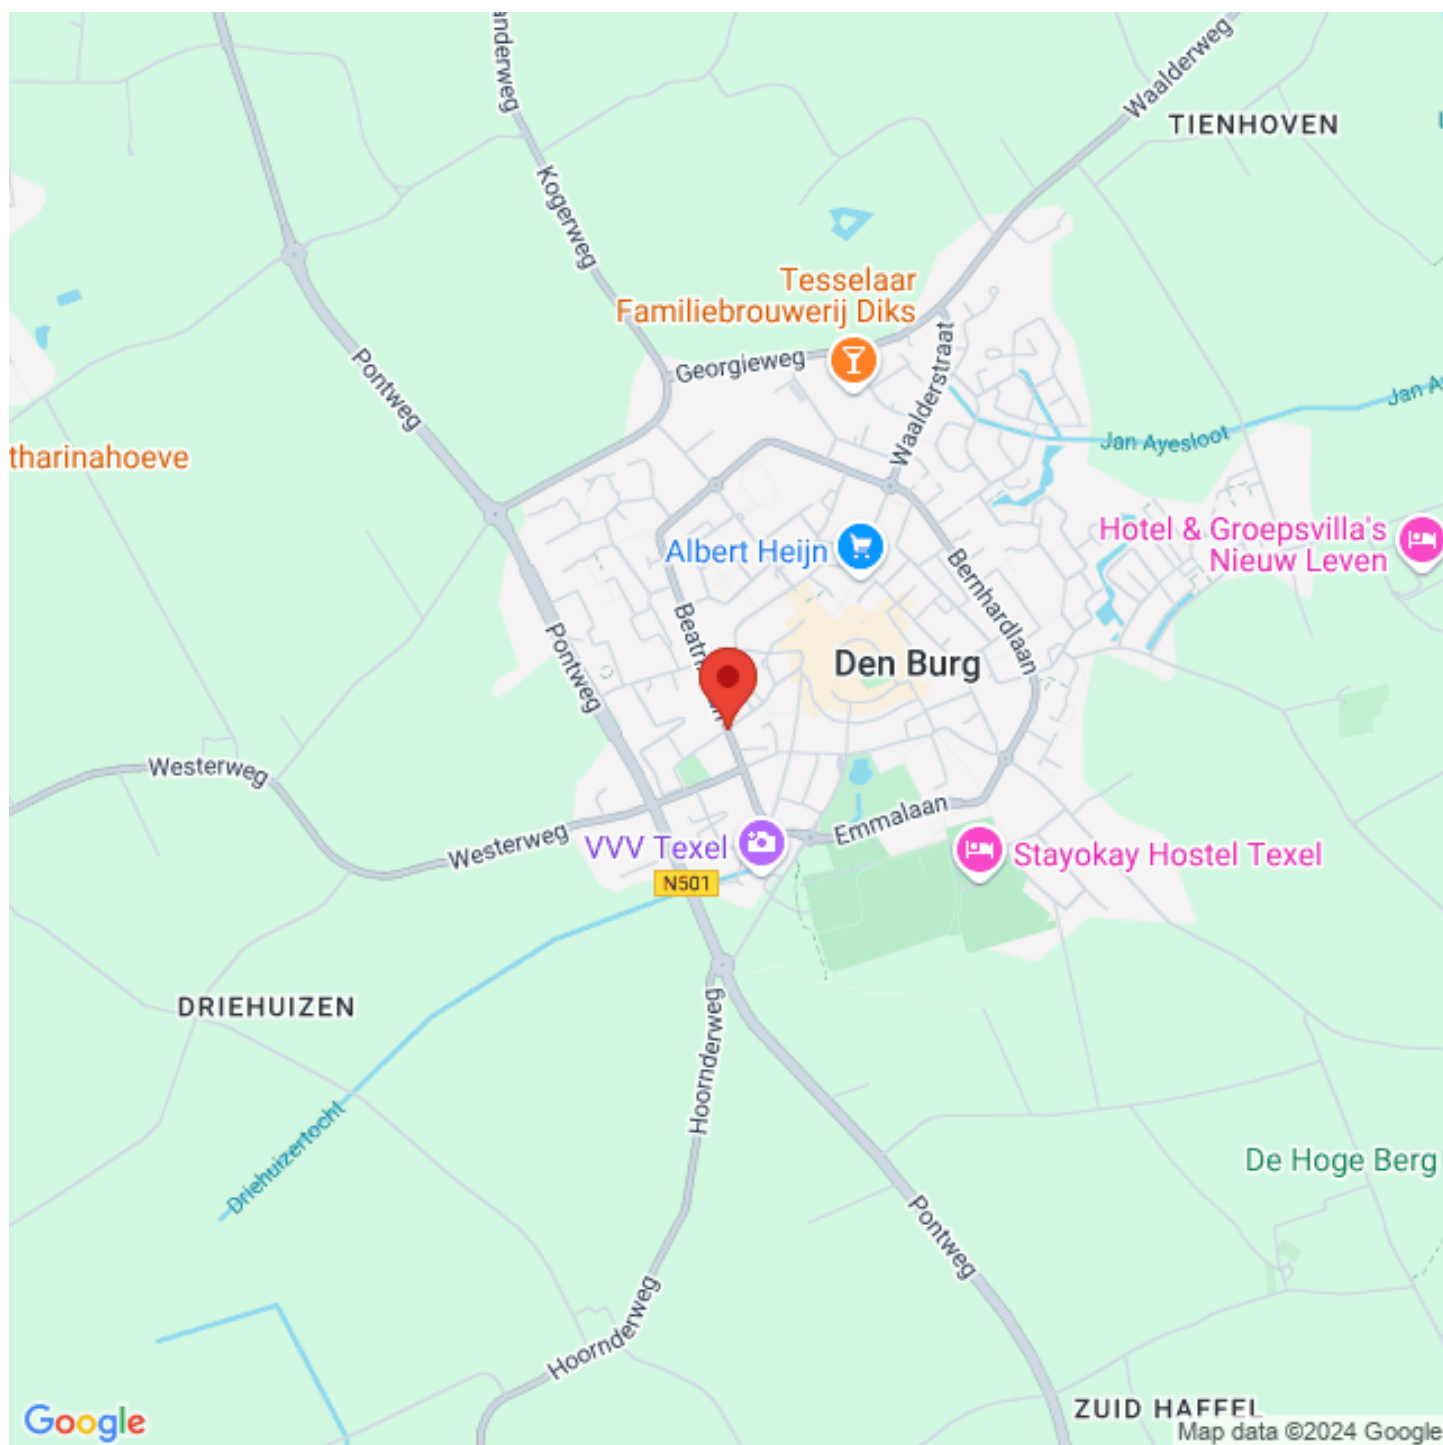 anderweg
Waalderweg
TIENHOVEN
Kogerweg
Tesselaar
Familiebrouwerij Diks
Georgieweg
Waalderstraat
Pontweg
Jan Ayesloot
tharinahoeve
Albert Heijn
Hotel & Groepsvilla's
Nieuw Leven
Bernhardlaan
Pontweg
Den Burg
Westerweg
Westerweg
Emmalaan
VVV Texel
Stayokay Hostel Texel
N501
DRIEHUIZEN
Hoornderweg
Driehuizertocht
De Hoge Berg
Pontweg
Hoornderweg
ZUID HAFFEL
Google
Map data ©2024 Google